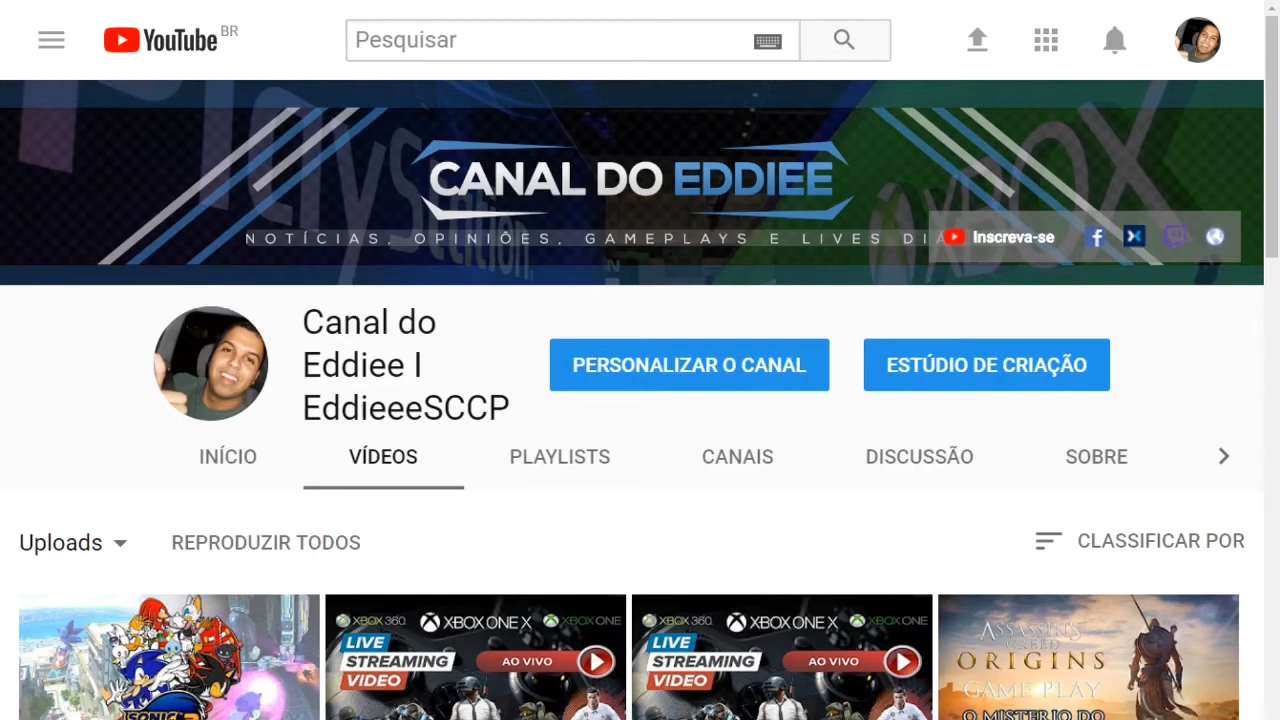 YouTube BR
Pesquisar
CANAL DO EDDIEE
NOTÍCIAS, OPINIÕES, GAMEPLAYS E LIVES
Inscreva-se
Canal do
Eddiee I
EddieeeSCCP
PERSONALIZAR O CANAL
ESTÚDIO DE CRIAÇÃO
INÍCIO
VÍDEOS
PLAYLISTS
CANAIS
DISCUSSÃO
SOBRE
Uploads
REPRODUZIR TODOS
CLASSIFICAR POR
XBOX 360 XBOX ONE X XBOX ONE
LIVE
STREAMING
VIDEO
AO VIVO
XBOX 360 XBOX ONE X XBOX ONE
LIVE
STREAMING
VIDEO
AO VIVO
ASSASSIN'S
CREED
ORIGINS
GAME PLAY
O MISTÉRIO DO